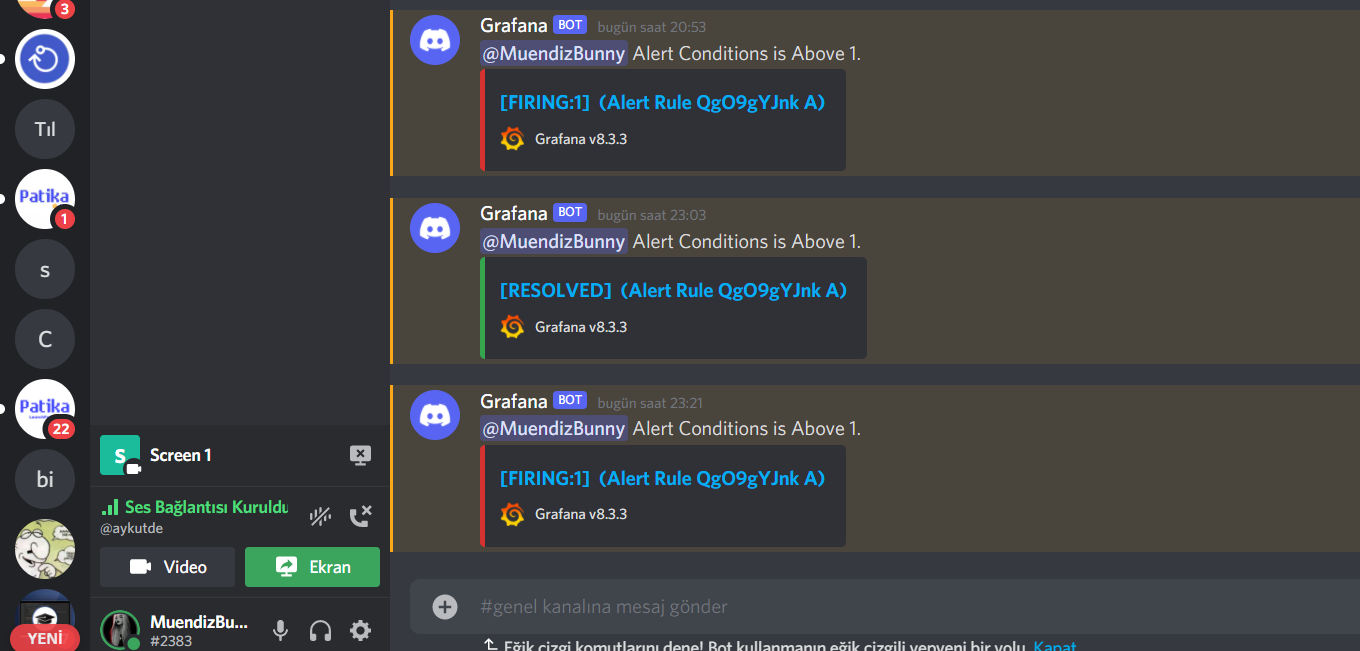 3
Tıl
Patika
1
s
C
Patika
22
bi
YENİ
S
Screen 1
Ses Bağlantısı Kuruldu
@aykutde
Video
Ekran
MuendizBu...
#2383
Grafana BOT bugün saat 20:53
@MuendizBunny Alert Conditions is Above 1.
[FIRING:1] (Alert Rule QgO9gYJnk A)
Grafana v8.3.3
Grafana BOT bugün saat 23:03
@MuendizBunny Alert Conditions is Above 1.
[RESOLVED] (Alert Rule QgO9gYJnk A)
Grafana v8.3.3
Grafana BOT bugün saat 23:21
@MuendizBunny Alert Conditions is Above 1.
[FIRING:1] (Alert Rule QgO9gYJnk A)
Grafana v8.3.3
#genel kanalına mesaj gönder
Eğik çizgi komutlarını dene! Bot kullanmanın eğik çizgili yepyeni bir yolu. Kapat